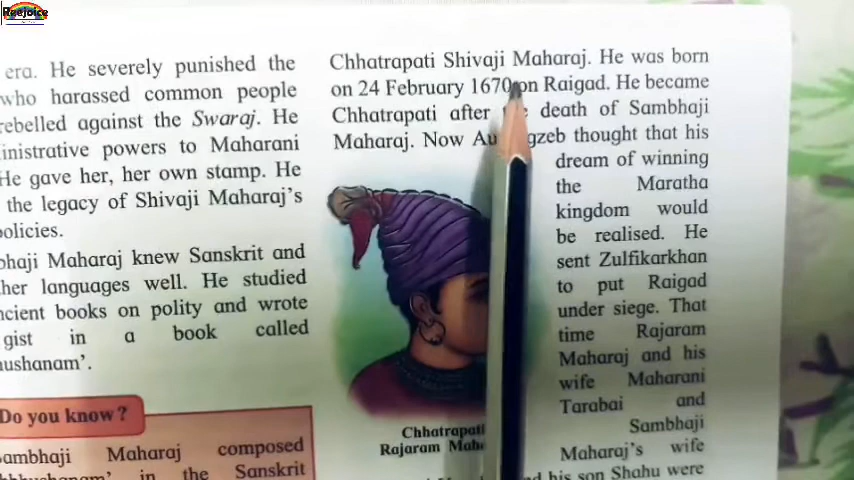 Reejoice
era. He severely punished the
who harassed common people
rebelled against the Swaraj. He
inistrative powers to Maharani
He gave her, her own stamp. He
the legacy of Shivaji Maharaj's
olicies.
bhaji Maharaj knew Sanskrit and
her languages well. He studied
ncient books on polity and wrote
gist in a book called
hushanam'.
Do you know?
ambhaji Maharaj composed
in the Sanskrit
Chhatrapati Shivaji Maharaj. He was born
on 24 February 1670 on Raigad. He became
Chhatrapati after death of Sambhaji
Maharaj. Now Au gzeb thought that his
dream of winning
the Maratha
kingdom would
be realised. He
sent Zulfikarkhan
to put Raigad
under siege. That
time Rajaram
Maharaj and his
wife Maharani
Tarabai and
Sambhaji
Maharaj's wife
his son Shahu were
Chhatrapati
Rajaram Maha